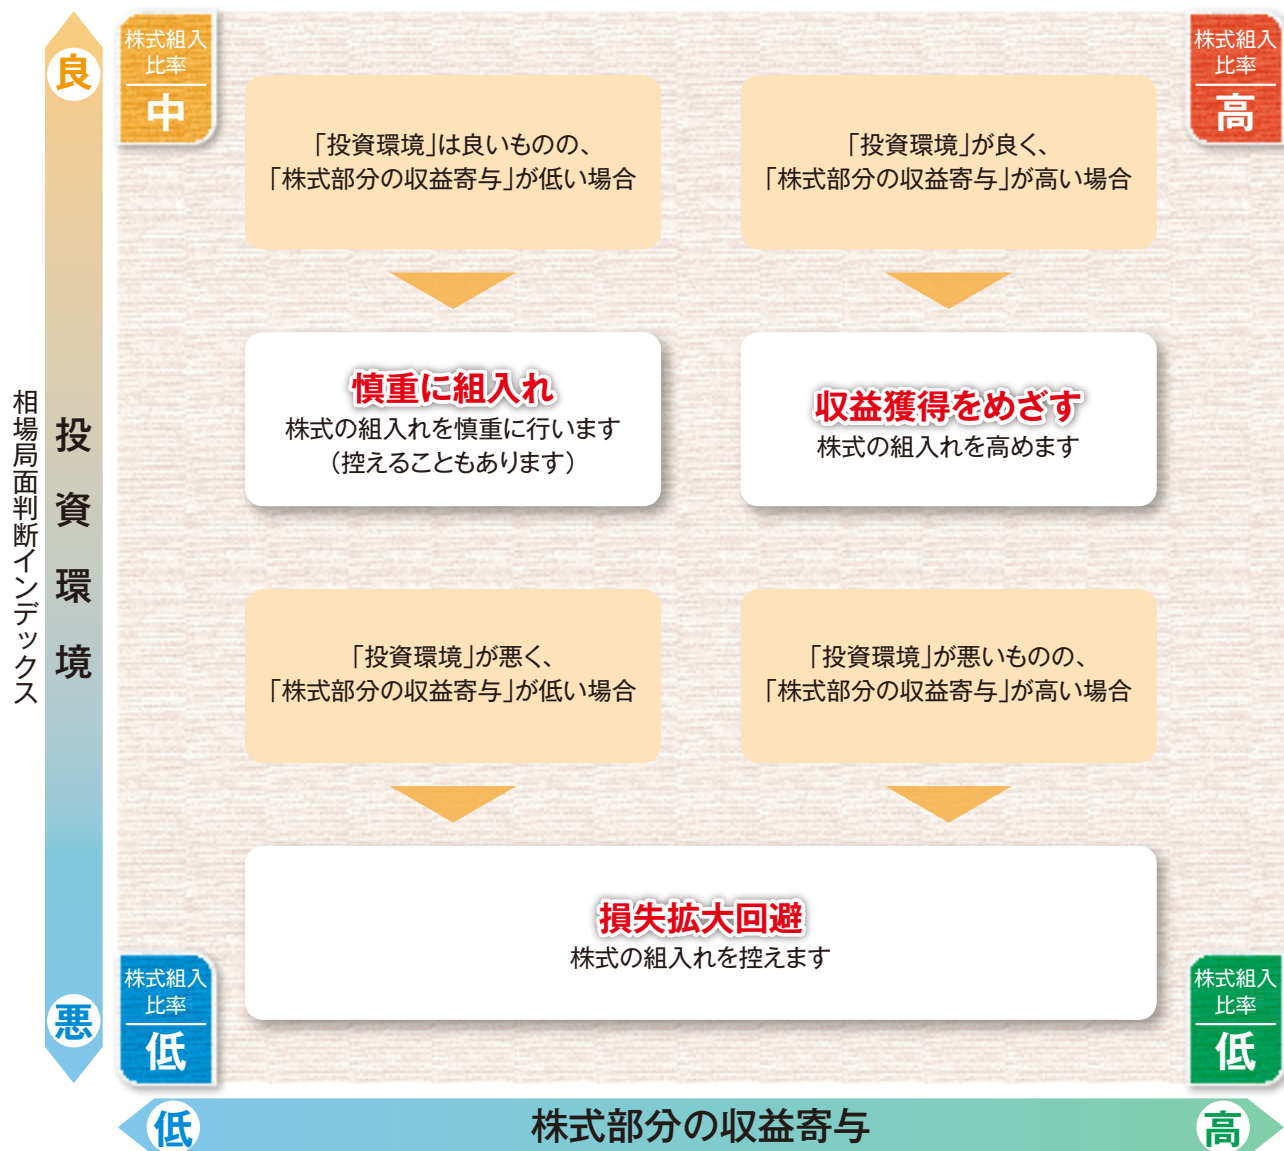 良
株式組入
比率
中
株式組入
比率
高
「投資環境」は良いものの、
「株式部分の収益寄与」が低い場合
「投資環境」が良く、
「株式部分の収益寄与」が高い場合
慎重に組入れ
株式の組入れを慎重に行います
（控えることもあります）
収益獲得をめざす
株式の組入れを高めます
相場局面判断インデックス
投資環境
「投資環境」が悪く、
「株式部分の収益寄与」が低い場合
「投資環境」が悪いものの、
「株式部分の収益寄与」が高い場合
損失拡大回避
株式の組入れを控えます
悪
株式組入
比率
低
株式組入
比率
低
低
株式部分の収益寄与
高